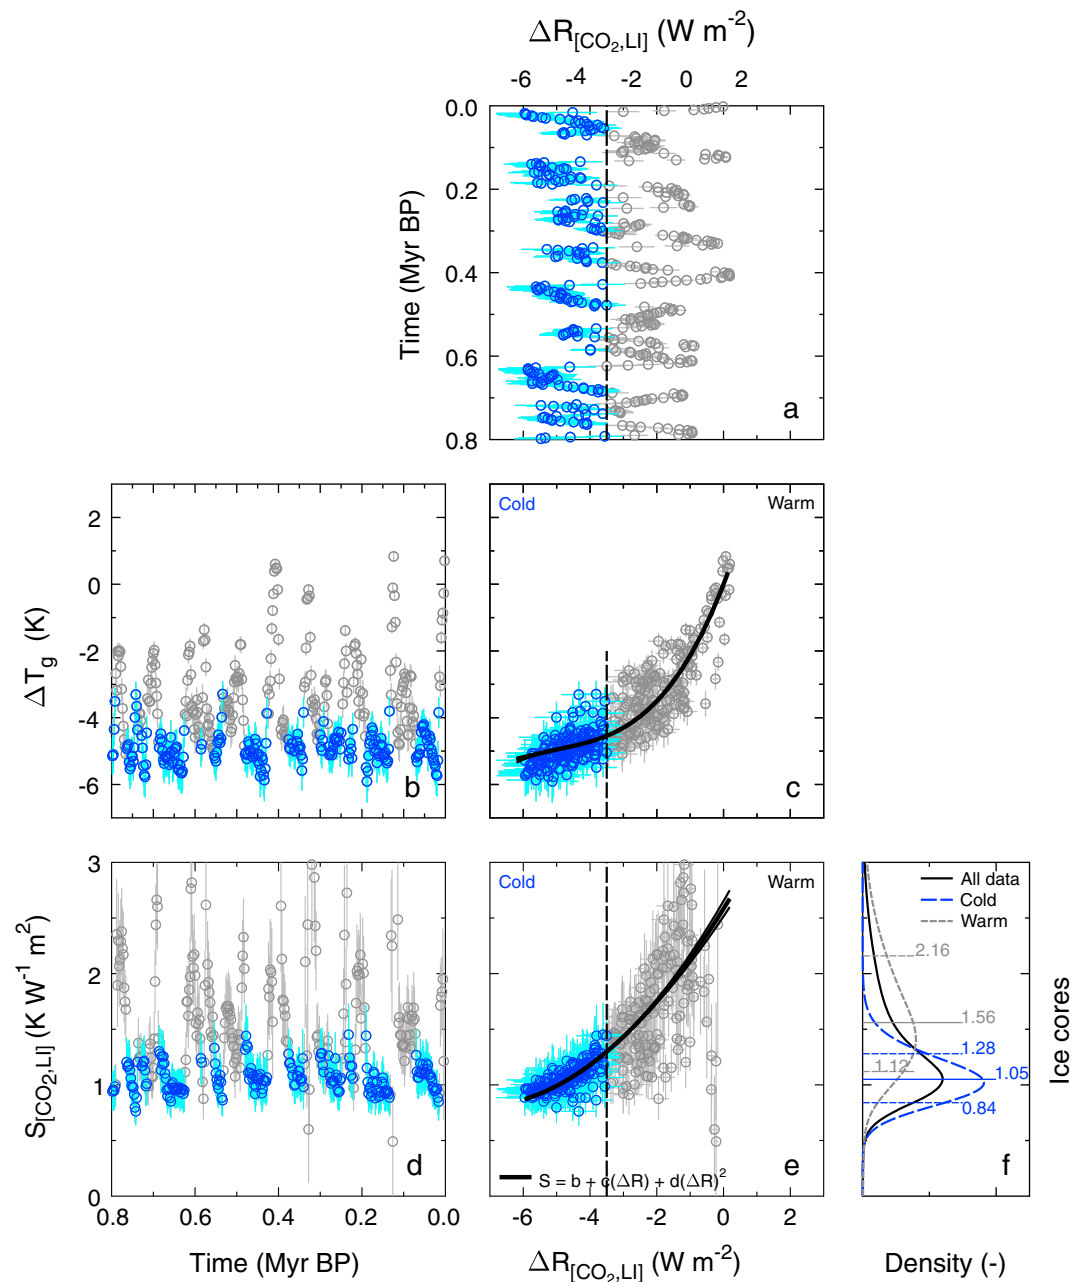 ΔR[CO2,LI] (W m-2)
-6 -4 -2 0 2
0.0
0.2
0.4
0.6
0.8
Time (Myr BP)
a
2
0
-2
-4
-6
ΔTg (K)
b
Cold Warm
c
3
2
1
0
S[CO2,LI] (K W-1 m2)
d
0.8 0.6 0.4 0.2 0.0
Time (Myr BP)
Cold Warm
e
S = b + c(ΔR) + d(ΔR)2
-6 -4 -2 0 2
ΔR[CO2,LI] (W m-2)
All data
Cold
Warm
2.16
1.56
1.28
1.12
1.05
0.84
f
Density (-)
Ice cores